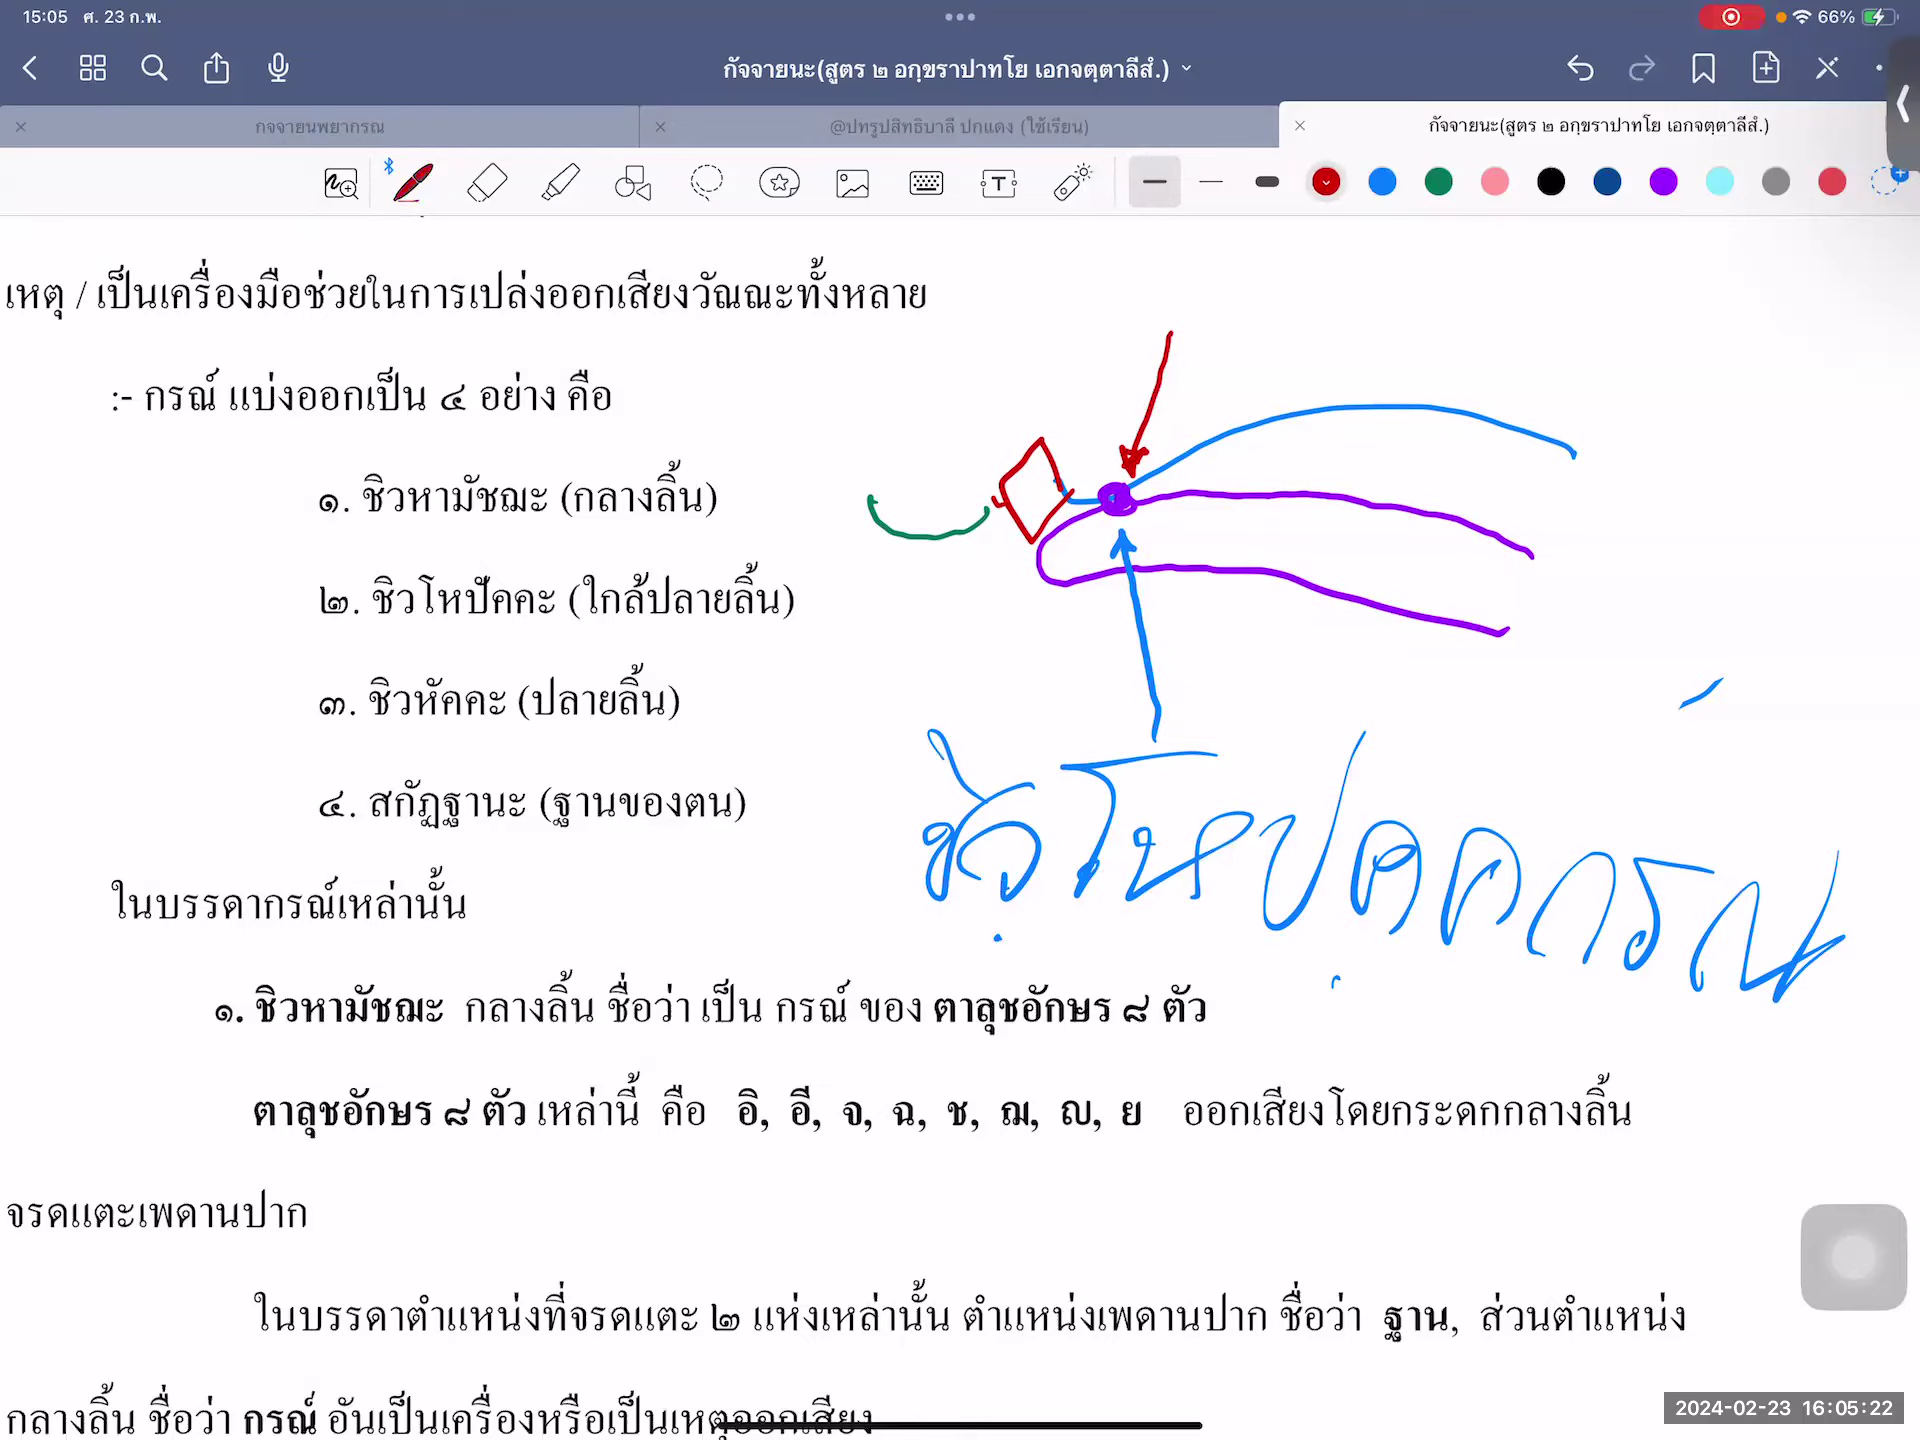 15:05 ศ. 23 ก.พ.
66%
กัจจายนะ(สูตร ๒ อกฺขราปาทโย เอกจตฺตาลีสํ.)
กจจายนพยากรณ
@ปทรูปสิทธิบาลี ปกแดง (ใช้เรียน)
กัจจายนะ(สูตร ๒ อกฺขราปาทโย เอกจตฺตาลีสํ.)
เหตุ / เป็นเครื่องมือช่วยในการเปล่งออกเสียงวัณณะทั้งหลาย
:- กรณ์ แบ่งออกเป็น ๔ อย่าง คือ
๑. ชิวหามัชฌะ (กลางลิ้น)
๒. ชิวโหปัคคะ (ใกล้ปลายลิ้น)
๓. ชิวหัคคะ (ปลายลิ้น)
๔. สกัฏฐานะ (ฐานของตน)
ชิวฺโหปคฺคกรณ์
ในบรรดากรณ์เหล่านั้น
๑. ชิวหามัชฌะ กลางลิ้น ชื่อว่า เป็น กรณ์ ของ ตาลุชอักษร ๘ ตัว
ตาลุชอักษร ๘ ตัว เหล่านี้ คือ อิ, อี, จ, ฉ, ช, ฌ, ญ, ย ออกเสียงโดยกระดกกลางลิ้น
จรดแตะเพดานปาก
ในบรรดาตำแหน่งที่จรดแตะ ๒ แห่งเหล่านั้น ตำแหน่งเพดานปาก ชื่อว่า ฐาน, ส่วนตำแหน่ง
กลางลิ้น ชื่อว่า กรณ์ อันเป็นเครื่องหรือเป็นเหตุออกเสียง
2024-02-23 16:05:22